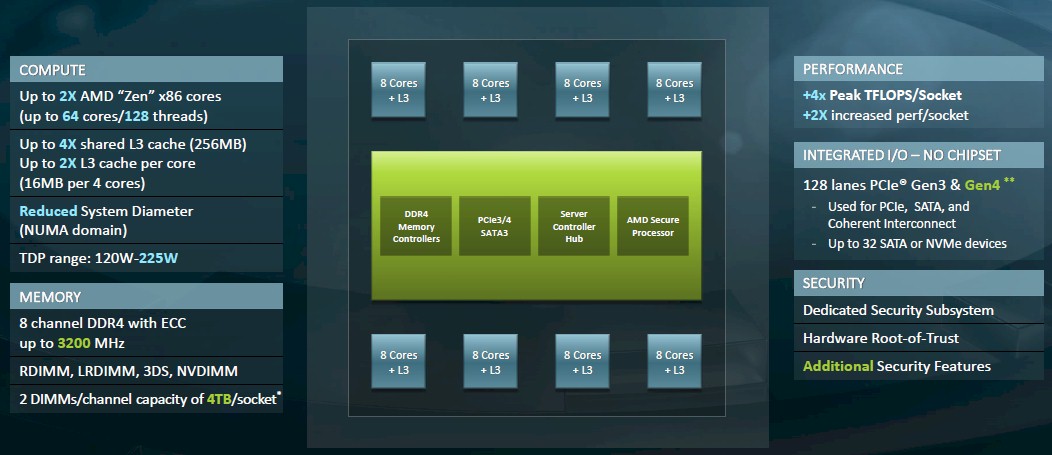 COMPUTE
Up to 2X AMD “Zen” x86 cores
(up to 64 cores/128 threads)
Up to 4X shared L3 cache (256MB)
Up to 2X L3 cache per core
(16MB per 4 cores)
Reduced System Diameter
(NUMA domain)
TDP range: 120W-225W
MEMORY
8 channel DDR4 with ECC
up to 3200 MHz
RDIMM, LRDIMM, 3DS, NVDIMM
2 DIMMs/channel capacity of 4TB/socket*
8 Cores
+ L3
8 Cores
+ L3
8 Cores
+ L3
8 Cores
+ L3
DDR4
Memory
Controllers
PCIe3/4
SATA3
Server
Controller
Hub
AMD Secure
Processor
8 Cores
+ L3
8 Cores
+ L3
8 Cores
+ L3
8 Cores
+ L3
PERFORMANCE
+4x Peak TFLOPS/Socket
+2X increased perf/socket
INTEGRATED I/O – NO CHIPSET
128 lanes PCIe® Gen3 & Gen4 **
- Used for PCIe, SATA, and
Coherent Interconnect
- Up to 32 SATA or NVMe devices
SECURITY
Dedicated Security Subsystem
Hardware Root-of-Trust
Additional Security Features